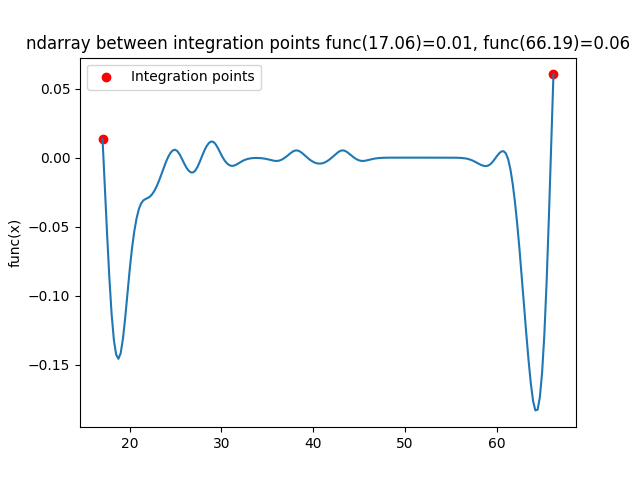 ndarray between integration points func(17.06)=0.01, func(66.19)=0.06
Integration points
func(x)
0.05
0.00
−0.05
−0.10
−0.15
20 30 40 50 60